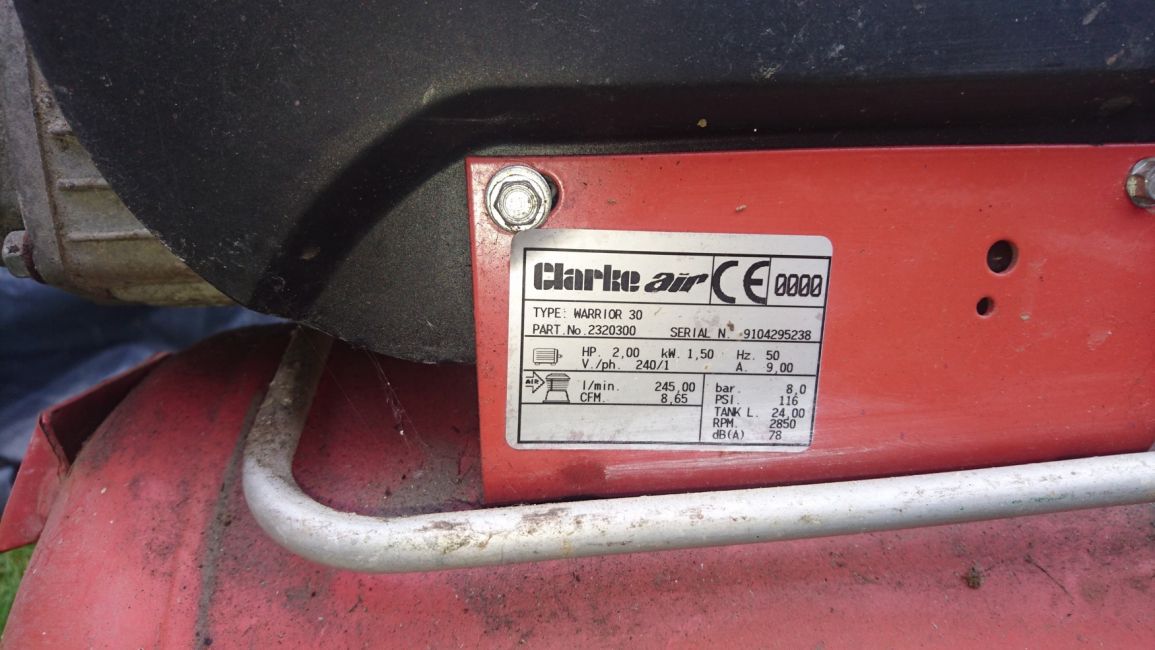 Clarke air CE 0000
TYPE: WARRIOR 30
PART.No.2320300 SERIAL N. 9104295238
HP. 2,00 kW. 1,50 Hz. 50
V./ph. 240/1 A. 9,00
AIR
l/min. 245,00
CFM. 8,65
bar. 8,0
PSI. 116
TANK L. 24,00
RPM. 2850
dB(A) 78